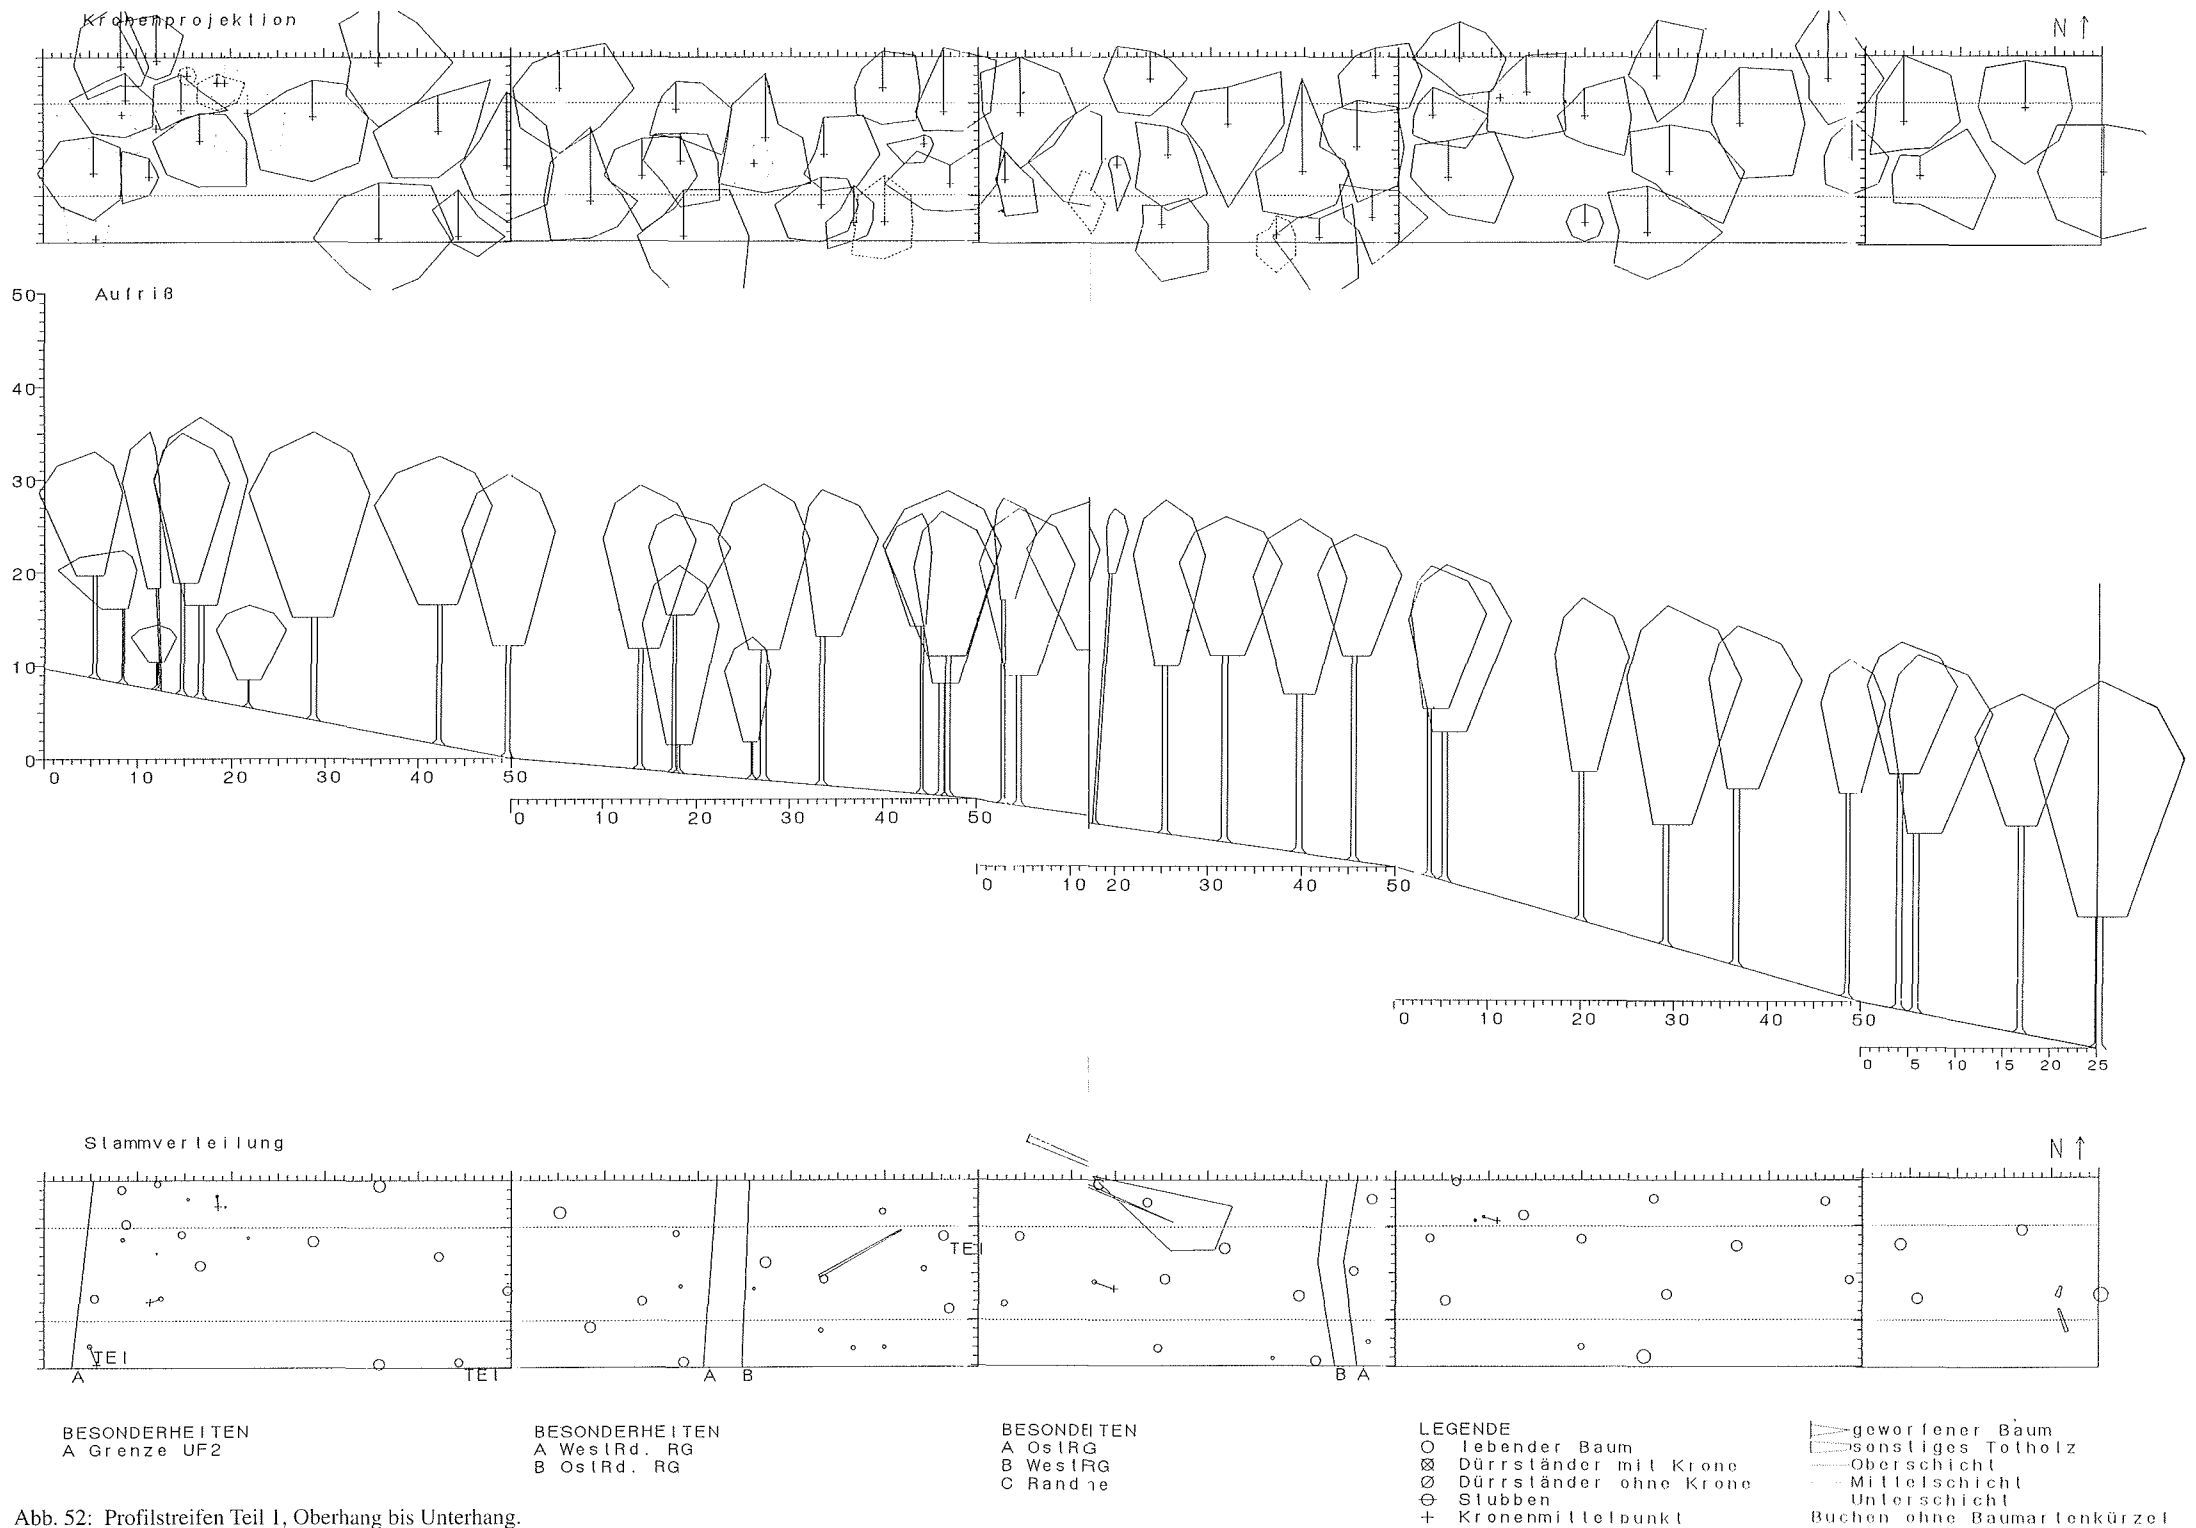 Kronenprojektion
N ↑
Aufriß
50
40
30
20
10
0
0 10 20 30 40 50
0 10 20 30 40 50
0 10 20 30 40 50
0 10 20 30 40 50
0 5 10 15 20 25
Stammverteilung
N ↑
TEI
TEI
TEI
A
A B
B A
BESONDERHEITEN
A Grenze UF2
BESONDERHEITEN
A WestRd. RG
B OstRd. RG
BESONDEITEN
A OstRG
B WestRG
C Rand ne
LEGENDE
lebender Baum
Dürrständer mit Krone
Dürrständer ohne Krone
Stubben
Kronenmittelpunkt
geworfener Baum
sonstiges Totholz
Oberschicht
Mittelschicht
Unterschicht
Buchen ohne Baumartenkürzel
Abb. 52: Profilstreifen Teil 1, Oberhang bis Unterhang.